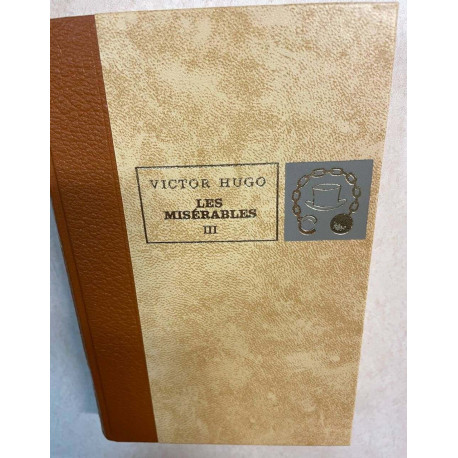 VICTOR HUGO
LES
MISÉRABLES
III